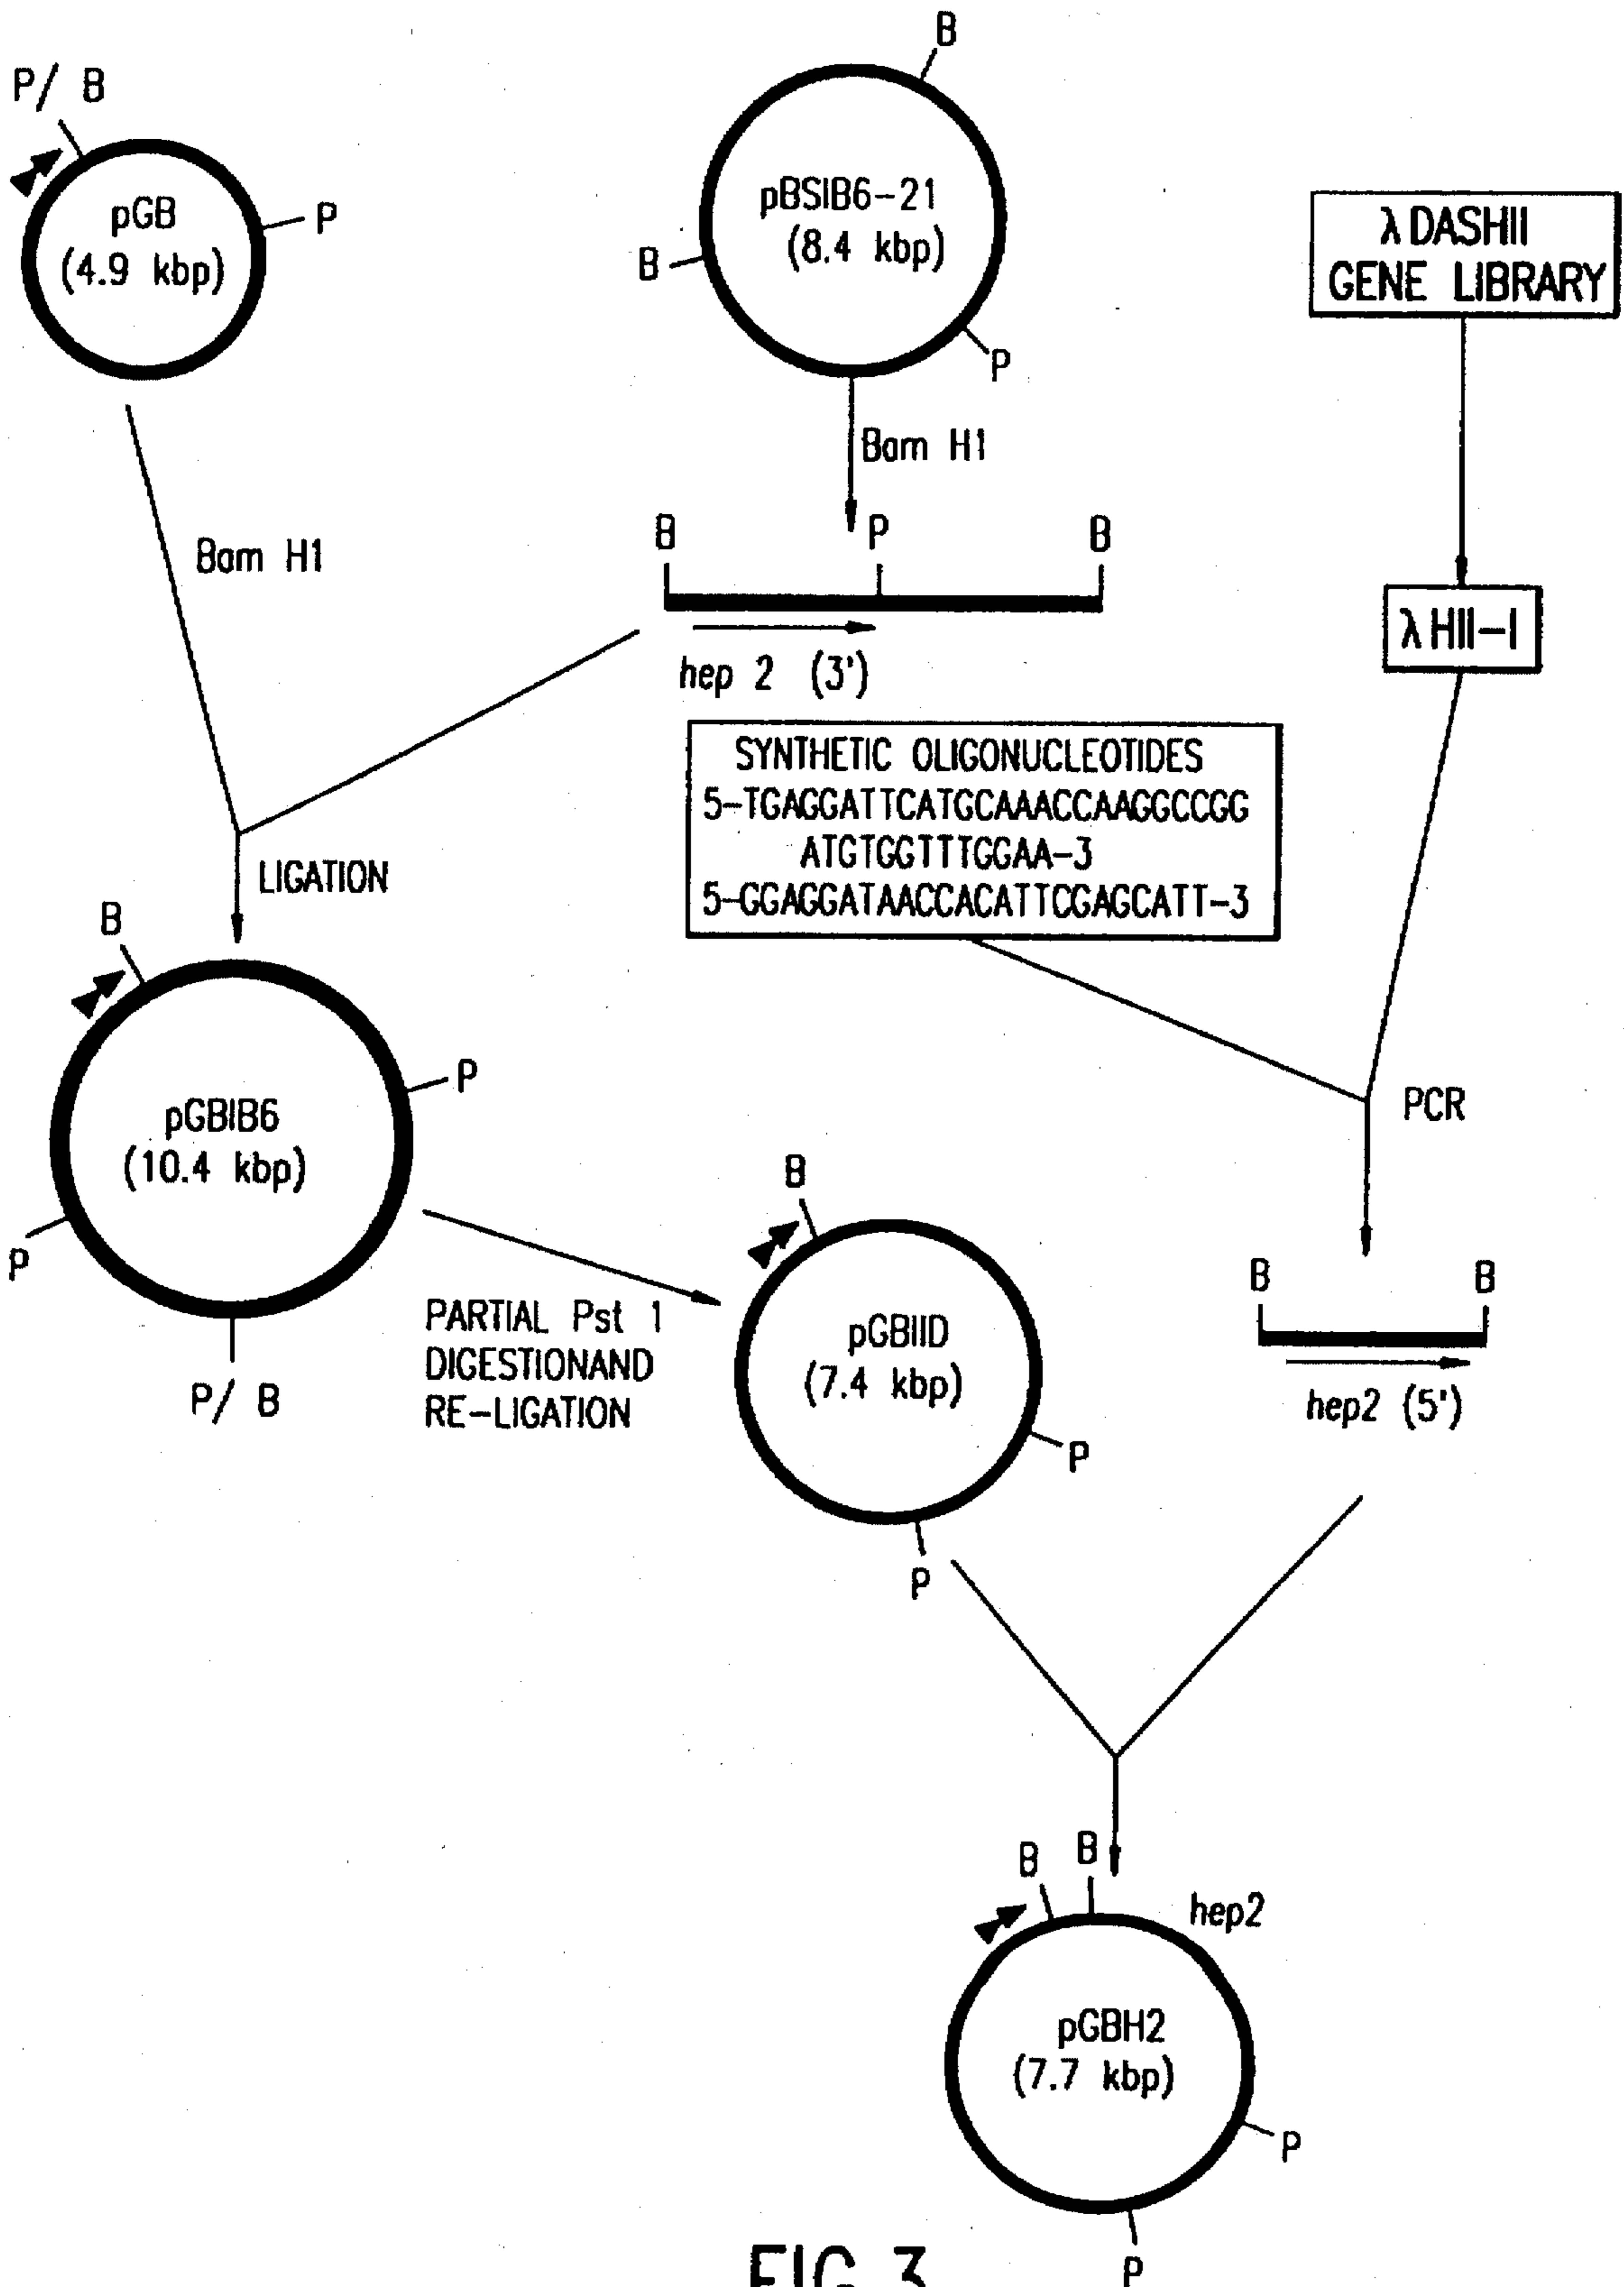 P/ B
pGB
(4.9 kbp)
P
B
pBSIB6-21
(8.4 kbp)
B
P
λ DASHII
GENE LIBRARY
Bam H1
Bam H1
B P B
hep 2 (3')
λ HII-I
SYNTHETIC OLIGONUCLEOTIDES
5-TGAGGATTCATGCAAACCAAGGCCGG
ATGTGGTTTGGAA-3
5-GGAGGATAACCACATTCGAGCATT-3
LIGATION
PCR
B
pGBIB6
(10.4 kbp)
P
P
P/ B
PARTIAL Pst 1
DIGESTIONAND
RE-LIGATION
B
pGBIID
(7.4 kbp)
P
P
B B
hep2 (5')
B B
hep2
pGBH2
(7.7 kbp)
P
P
FIG. 3